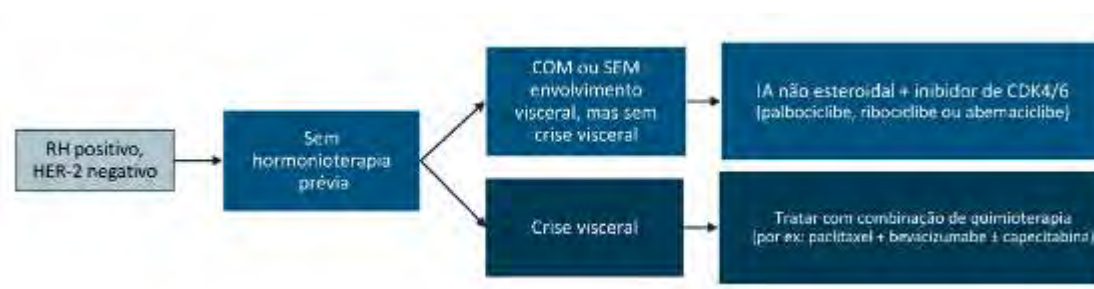 RH positivo,
HER-2 negativo
Sem
hormonioterapia
prévia
COM ou SEM
envolvimento
visceral, mas sem
crise visceral
IA não esteroidal + inibidor de CDK4/6
(palbociclibe, ribociclibe ou abemaciclibe)
Crise visceral
Tratar com combinação de quimioterapia
(por ex: paclitaxel + bevacizumabe ± capecitabina)